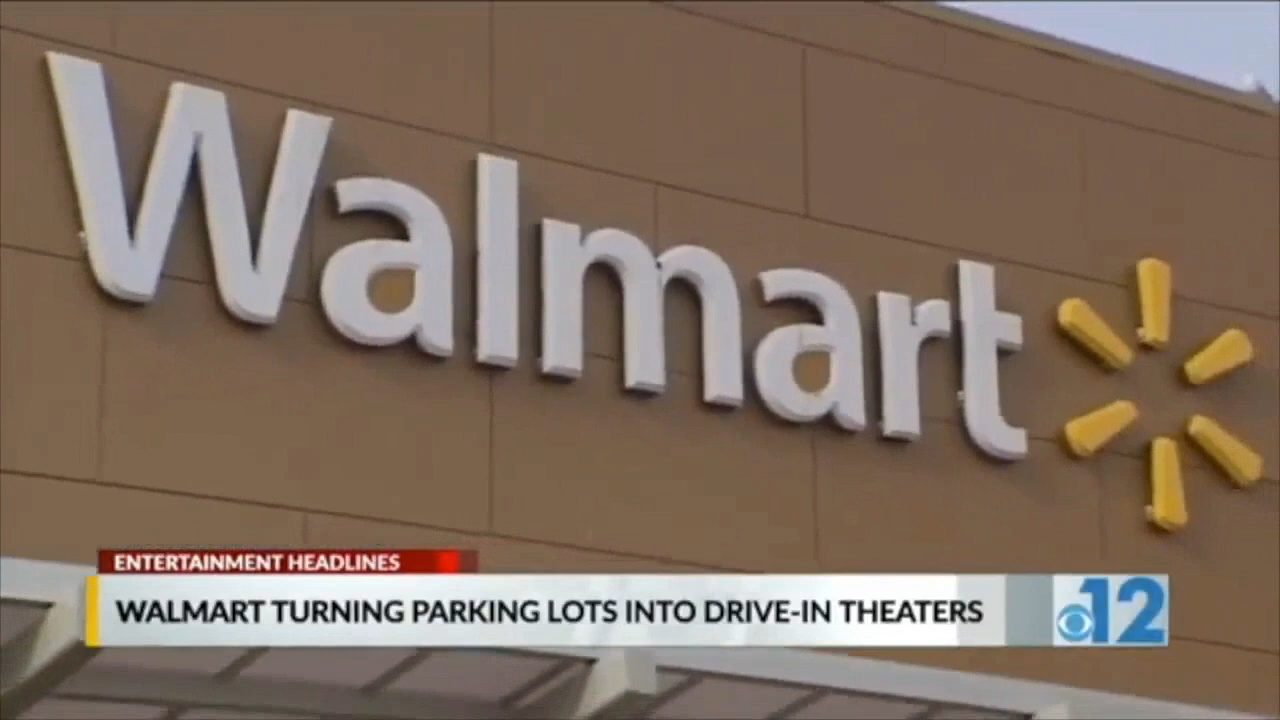 Walmart
ENTERTAINMENT HEADLINES
WALMART TURNING PARKING LOTS INTO DRIVE-IN THEATERS
12